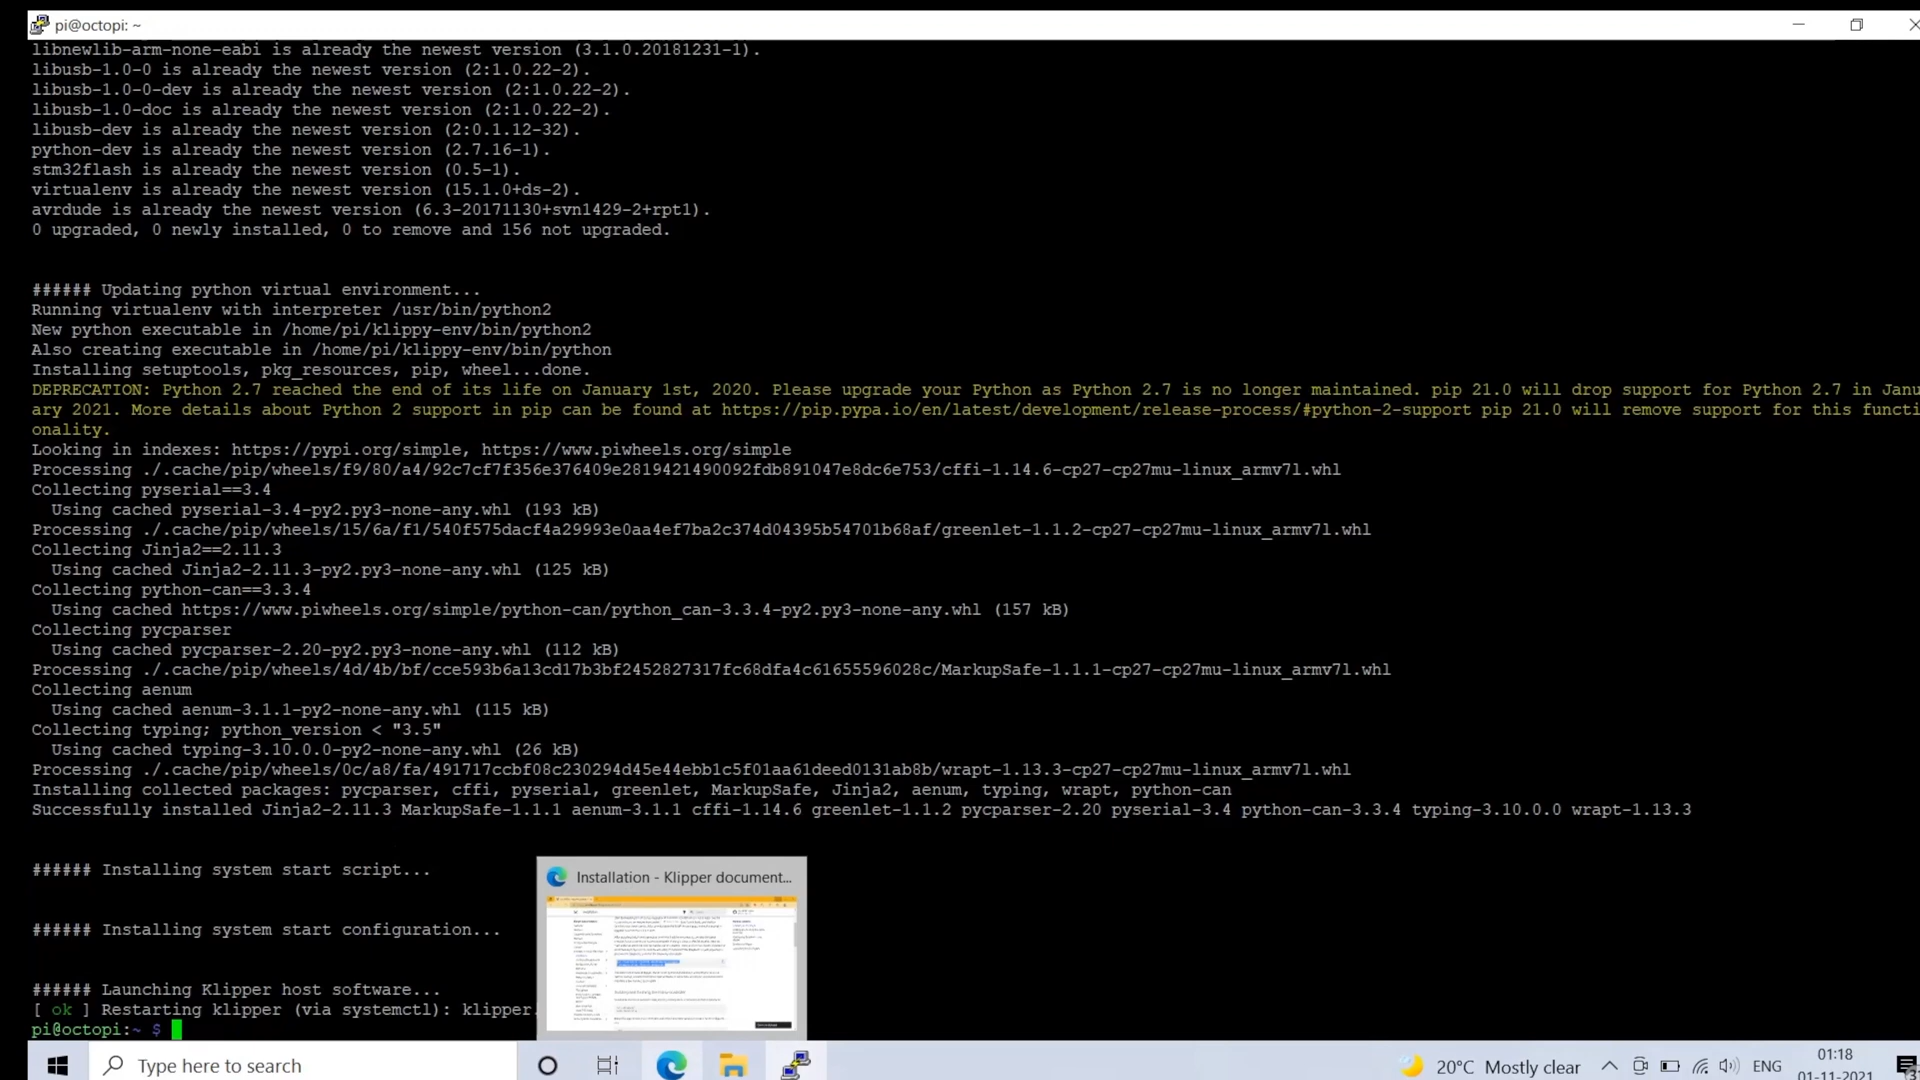 pi@octopi: ~
libnewlib-arm-none-eabi is already the newest version (3.1.0.20181231-1).
libusb-1.0-0 is already the newest version (2:1.0.22-2).
libusb-1.0-0-dev is already the newest version (2:1.0.22-2).
libusb-1.0-doc is already the newest version (2:1.0.22-2).
libusb-dev is already the newest version (2:0.1.12-32).
python-dev is already the newest version (2.7.16-1).
stm32flash is already the newest version (0.5-1).
virtualenv is already the newest version (15.1.0+ds-2).
avrdude is already the newest version (6.3-20171130+svn1429-2+rpt1).
0 upgraded, 0 newly installed, 0 to remove and 156 not upgraded.
###### Updating python virtual environment...
Running virtualenv with interpreter /usr/bin/python2
New python executable in /home/pi/klippy-env/bin/python2
Also creating executable in /home/pi/klippy-env/bin/python
Installing setuptools, pkg_resources, pip, wheel...done.
DEPRECATION: Python 2.7 reached the end of its life on January 1st, 2020. Please upgrade your Python as Python 2.7 is no longer maintained. pip 21.0 will drop support for Python 2.7 in Janu
ary 2021. More details about Python 2 support in pip can be found at https://pip.pypa.io/en/latest/development/release-process/#python-2-support pip 21.0 will remove support for this functi
onality.
Looking in indexes: https://pypi.org/simple, https://www.piwheels.org/simple
Processing ./.cache/pip/wheels/f9/80/a4/92c7cf7f356e376409e2819421490092fdb891047e8dc6e753/cffi-1.14.6-cp27-cp27mu-linux_armv7l.whl
Collecting pyserial==3.4
Using cached pyserial-3.4-py2.py3-none-any.whl (193 kB)
Processing ./.cache/pip/wheels/15/6a/f1/540f575dacf4a29993e0aa4ef7ba2c374d04395b54701b68af/greenlet-1.1.2-cp27-cp27mu-linux_armv7l.whl
Collecting Jinja2==2.11.3
Using cached Jinja2-2.11.3-py2.py3-none-any.whl (125 kB)
Collecting python-can==3.3.4
Using cached https://www.piwheels.org/simple/python-can/python_can-3.3.4-py2.py3-none-any.whl (157 kB)
Collecting pycparser
Using cached pycparser-2.20-py2.py3-none-any.whl (112 kB)
Processing ./.cache/pip/wheels/4d/4b/bf/cce593b6a13cd17b3bf2452827317fc68dfa4c61655596028c/MarkupSafe-1.1.1-cp27-cp27mu-linux_armv7l.whl
Collecting aenum
Using cached aenum-3.1.1-py2-none-any.whl (115 kB)
Collecting typing; python_version < "3.5"
Using cached typing-3.10.0.0-py2-none-any.whl (26 kB)
Processing ./.cache/pip/wheels/0c/a8/fa/491717ccbf08c230294d45e44ebb1c5f01aa61deed0131ab8b/wrapt-1.13.3-cp27-cp27mu-linux_armv7l.whl
Installing collected packages: pycparser, cffi, pyserial, greenlet, MarkupSafe, Jinja2, aenum, typing, wrapt, python-can
Successfully installed Jinja2-2.11.3 MarkupSafe-1.1.1 aenum-3.1.1 cffi-1.14.6 greenlet-1.1.2 pycparser-2.20 pyserial-3.4 python-can-3.3.4 typing-3.10.0.0 wrapt-1.13.3
###### Installing system start script...
Installation - Klipper document...
###### Installing system start configuration...
###### Launching Klipper host software...
[ ok ] Restarting klipper (via systemctl): klipper.
pi@octopi:~ $
Type here to search
20°C Mostly clear
ENG
01:18
01-11-2021